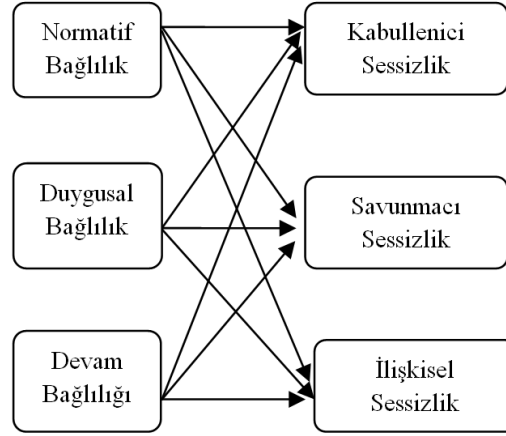 Normatif
Bağlılık
Kabullenici
Sessizlik
Duygusal
Bağlılık
Savunmacı
Sessizlik
Devam
Bağlılığı
İlişkisel
Sessizlik